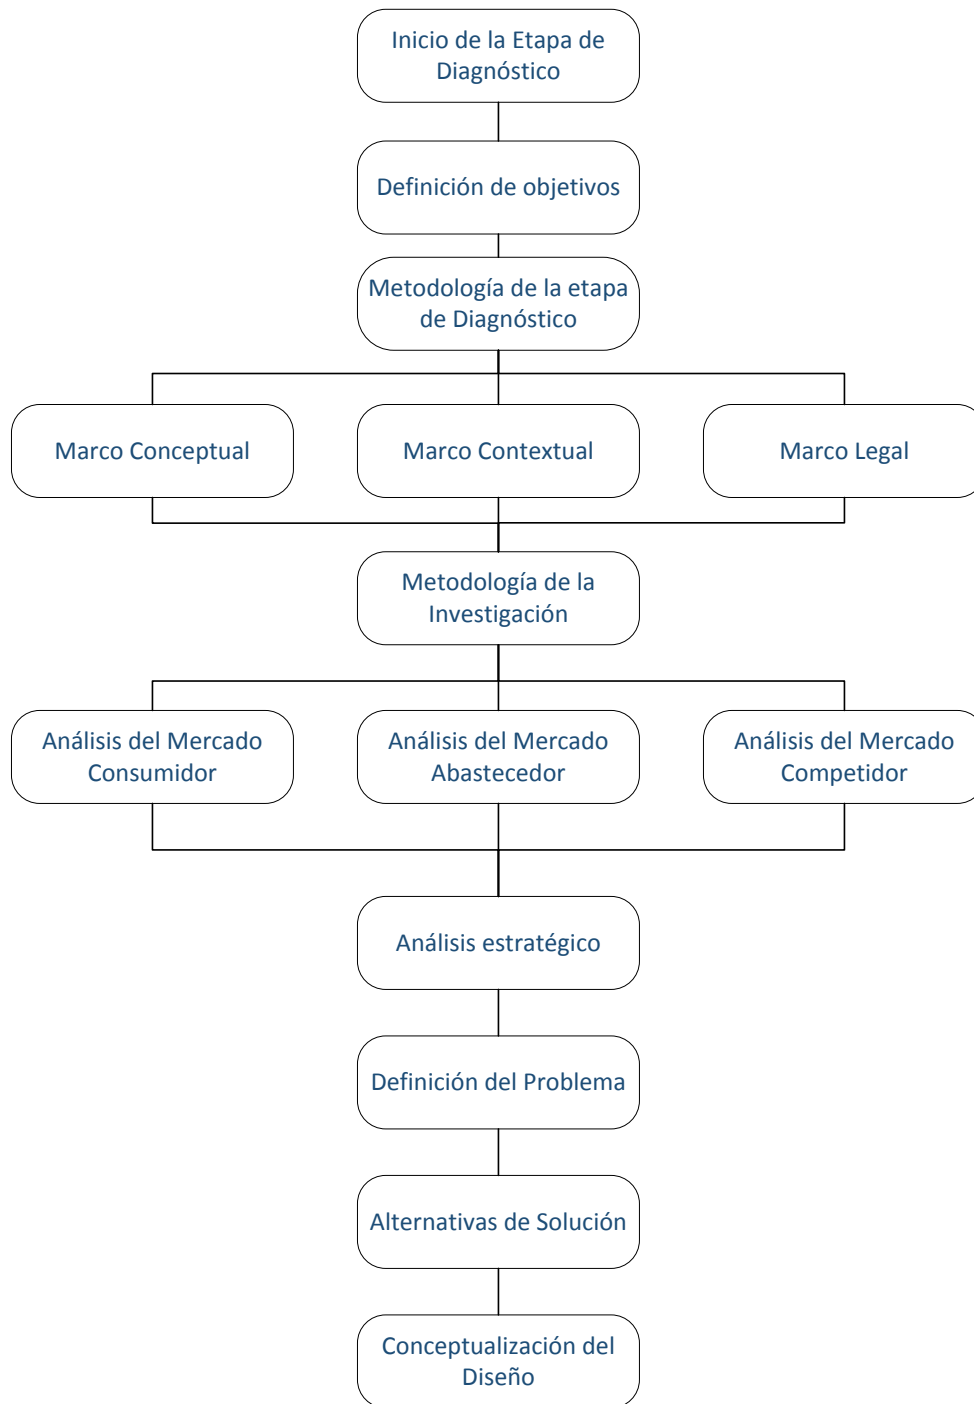 Inicio de la Etapa de
Diagnóstico
Definición de objetivos
Metodología de la etapa
de Diagnóstico
Marco Conceptual
Marco Contextual
Marco Legal
Metodología de la
Investigación
Análisis del Mercado
Consumidor
Análisis del Mercado
Abastecedor
Análisis del Mercado
Competidor
Análisis estratégico
Definición del Problema
Alternativas de Solución
Conceptualización del
Diseño